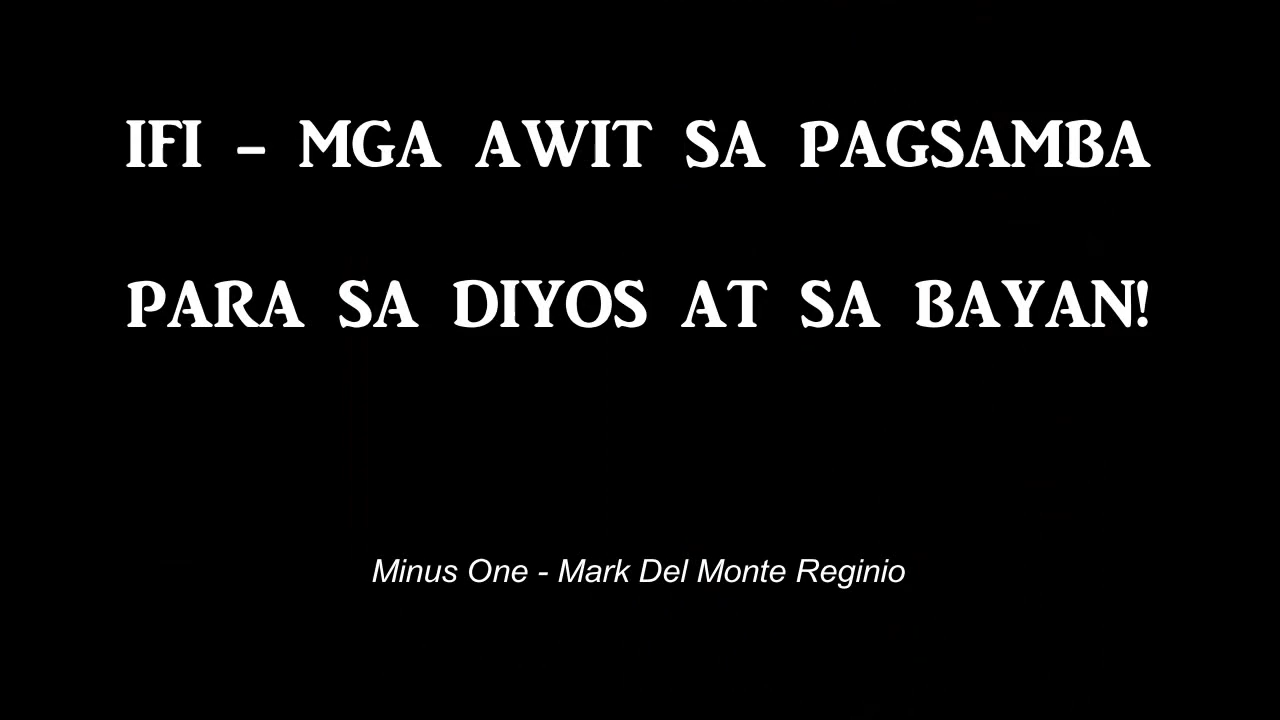 IFI – MGA AWIT SA PAGSAMBA
PARA SA DIYOS AT SA BAYAN!
Minus One - Mark Del Monte Reginio